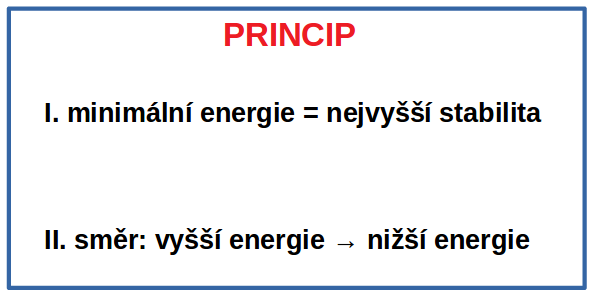 PRINCIP
I. minimální energie = nejvyšší stabilita
II. směr: vyšší energie → nižší energie